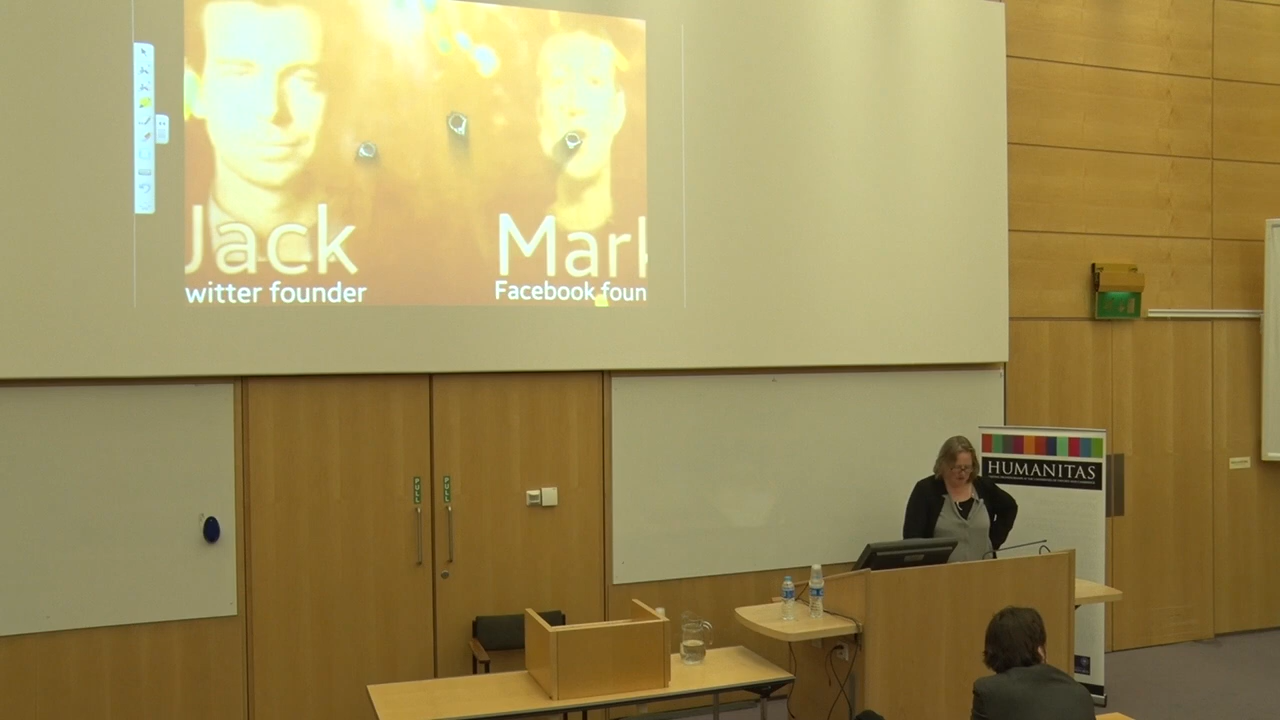 Jack
witter founder
Mark
Facebook foun
PULL
PULL
HUMANITAS